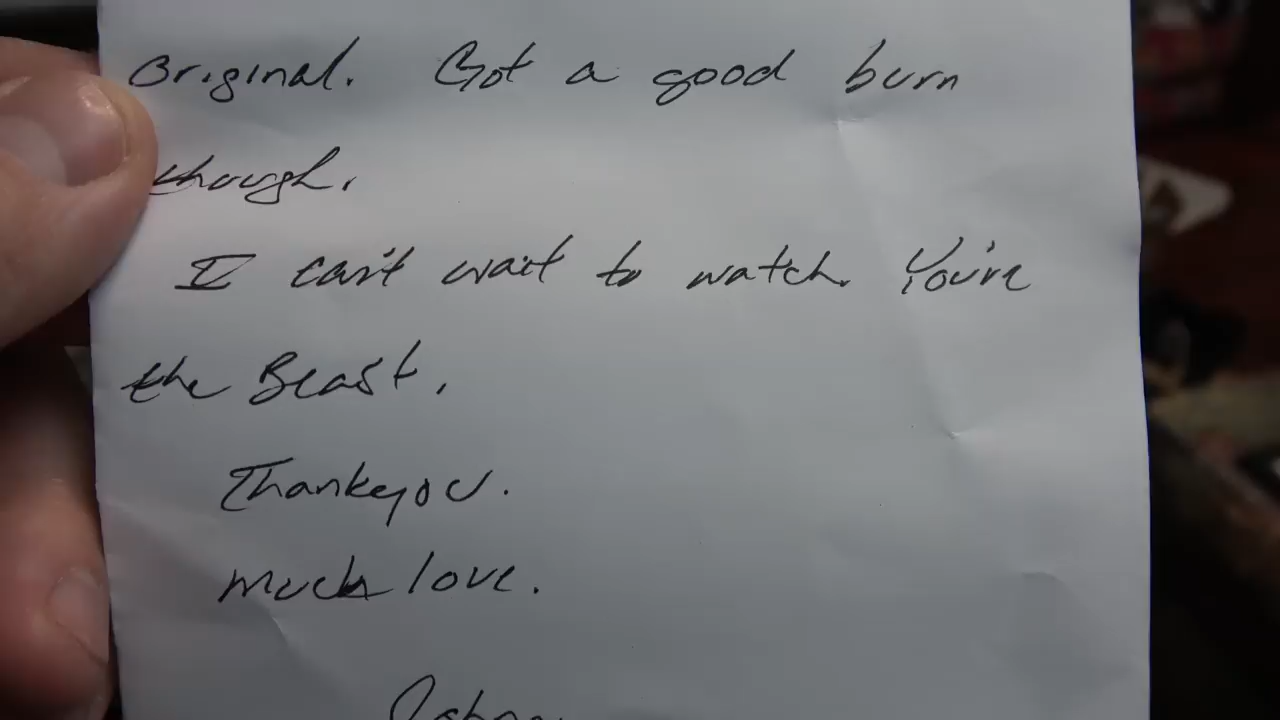 Original. Got a good burn
though.
I can't wait to watch. You're
the Beast.
Thankyou.
much love.